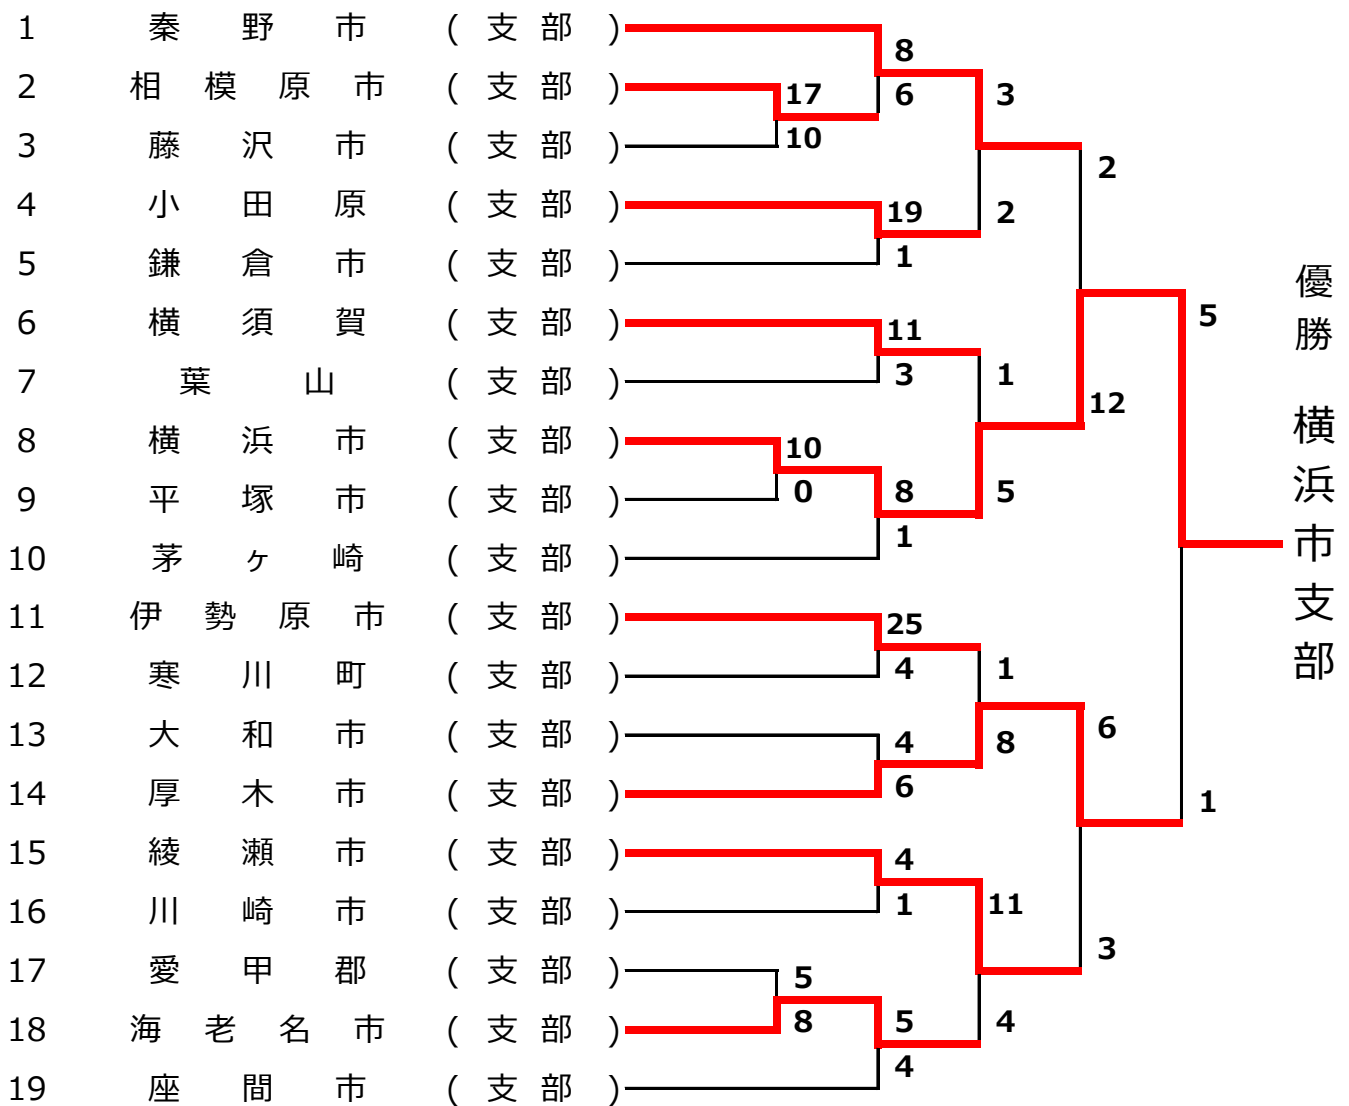 1 秦野市 (支部)
2 相模原市 (支部)
3 藤沢市 (支部)
4 小田原 (支部)
5 鎌倉市 (支部)
6 横須賀 (支部)
7 葉山 (支部)
8 横浜市 (支部)
9 平塚市 (支部)
10 茅ヶ崎 (支部)
11 伊勢原市 (支部)
12 寒川町 (支部)
13 大和市 (支部)
14 厚木市 (支部)
15 綾瀬市 (支部)
16 川崎市 (支部)
17 愛甲郡 (支部)
18 海老名市 (支部)
19 座間市 (支部)
17
10
10
0
5
8
8
6
19
1
11
3
8
1
25
4
4
6
4
1
5
4
3
2
1
5
1
8
11
4
2
12
6
3
5
1
優勝 横浜市支部